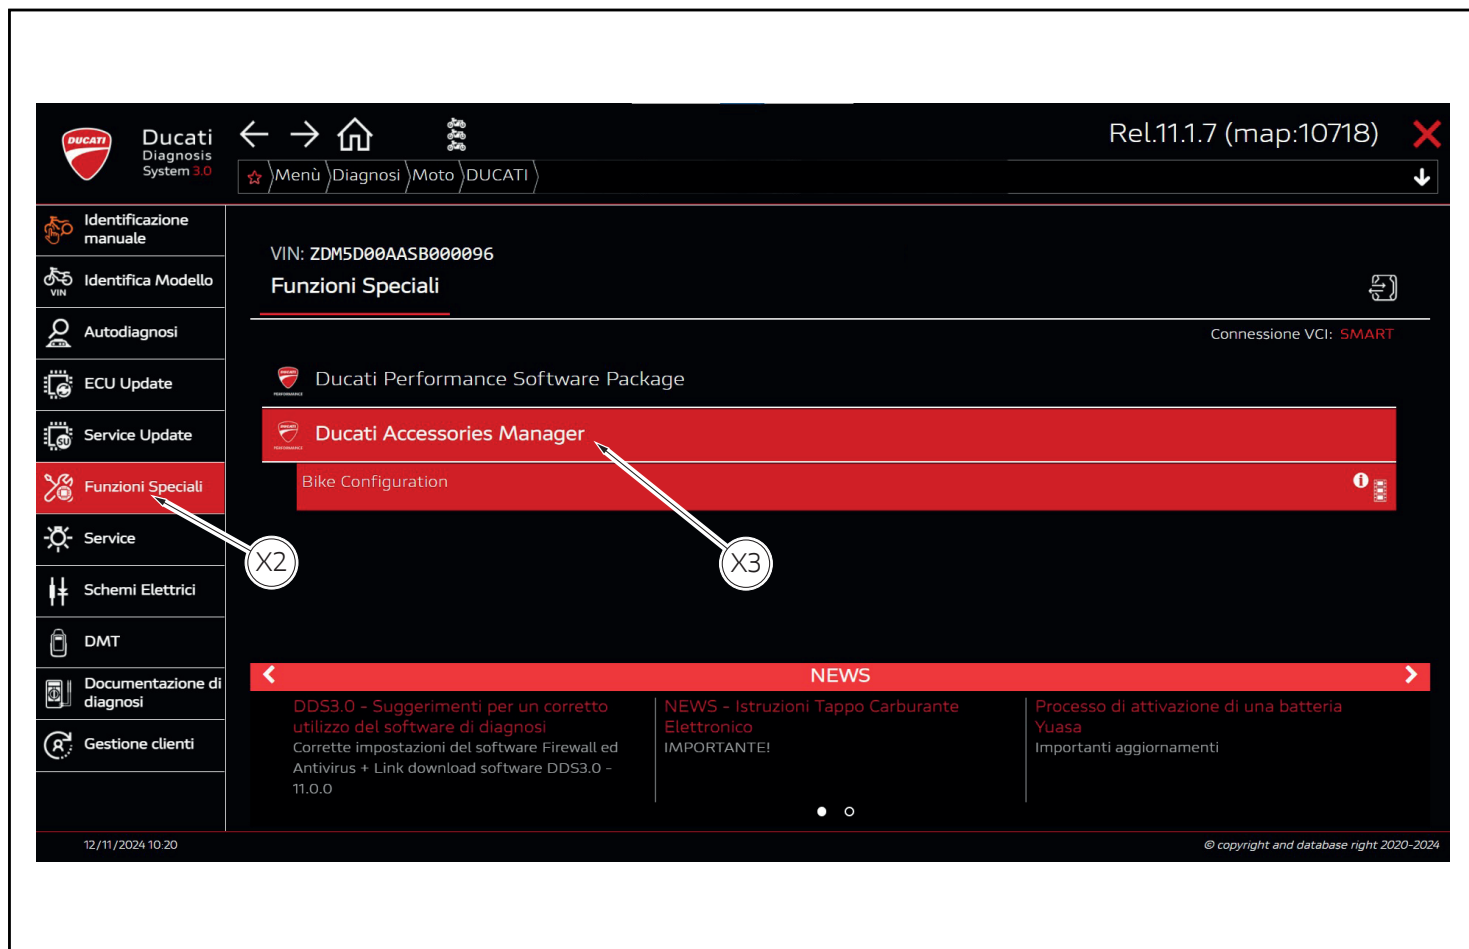 DUCATI
Ducati
Diagnosis
System 3.0
Rel.11.1.7 (map:10718)
Menù
Diagnosi
Moto
DUCATI
Identificazione
manuale
VIN
Identifica Modello
Autodiagnosi
ECU Update
SU
Service Update
Funzioni Speciali
Service
Schemi Elettrici
DMT
Documentazione di
diagnosi
Gestione clienti
VIN: ZDM5D00AASB000096
Funzioni Speciali
Connessione VCI: SMART
Ducati Performance Software Package
Ducati Accessories Manager
Bike Configuration
X2
X3
NEWS
DDS3.0 - Suggerimenti per un corretto
utilizzo del software di diagnosi
Corrette impostazioni del software Firewall ed
Antivirus + Link download software DDS3.0 -
11.0.0
NEWS - Istruzioni Tappo Carburante
Elettronico
IMPORTANTE!
Processo di attivazione di una batteria
Yuasa
Importanti aggiornamenti
12/11/2024 10:20
© copyright and database right 2020-2024